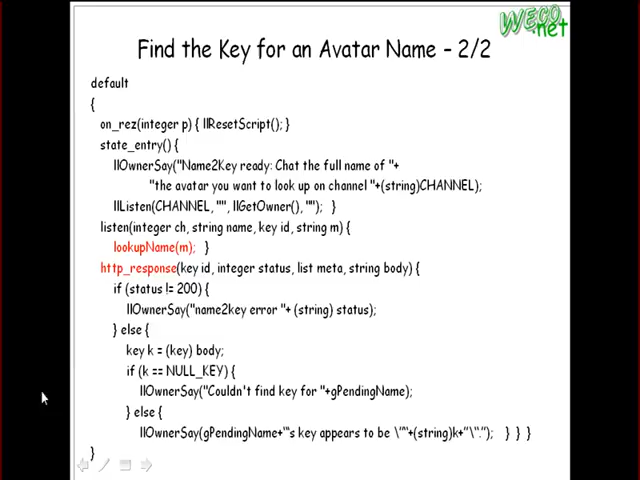 WECO
.net
Find the Key for an Avatar Name – 2/2
default
{
on_rez(integer p) { llResetScript(); }
state_entry() {
llOwnerSay("Name2Key ready: Chat the full name of "+
"the avatar you want to look up on channel "+(string)CHANNEL);
llListen(CHANNEL, "", llGetOwner(), ""); }
listen(integer ch, string name, key id, string m) {
lookupName(m); }
http_response(key id, integer status, list meta, string body) {
if (status != 200) {
llOwnerSay("name2key error "+ (string) status);
} else {
key k = (key) body;
if (k == NULL_KEY) {
llOwnerSay("Couldn't find key for "+gPendingName);
} else {
llOwnerSay(gPendingName+"'s key appears to be \""+(string)k+"\"."); } } }
}